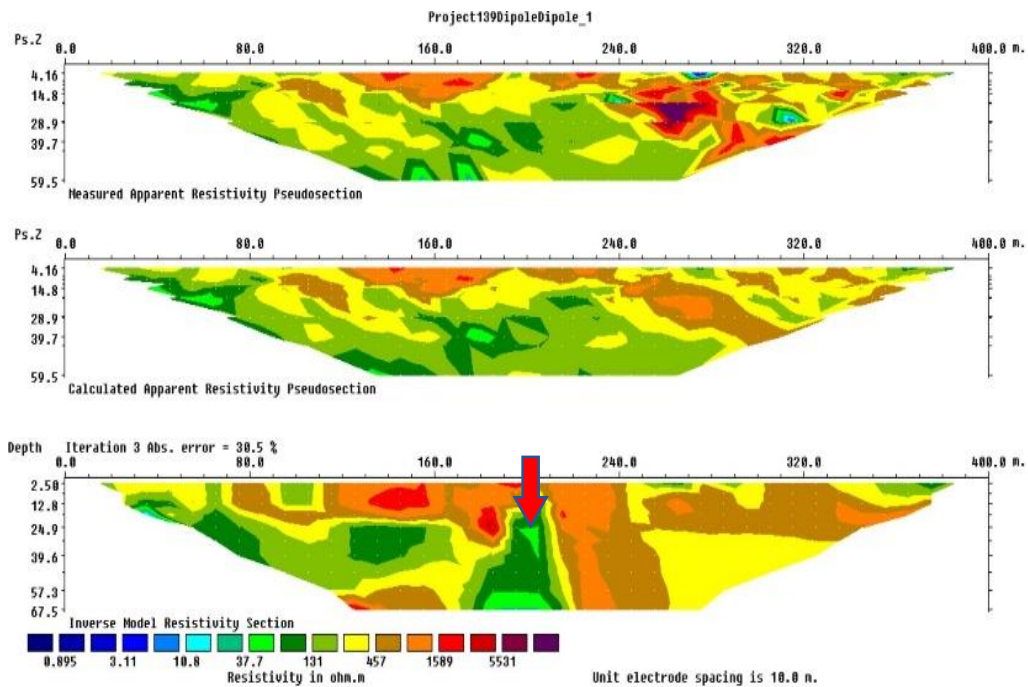 Project139DipoleDipole_1
Ps.Z 0.0 80.0 160.0 240.0 320.0 400.0 m.
4.16
14.8
28.9
39.7
59.5
Measured Apparent Resistivity Pseudosection
Ps.Z 0.0 80.0 160.0 240.0 320.0 400.0 m.
4.16
14.8
28.9
39.7
59.5
Calculated Apparent Resistivity Pseudosection
Depth Iteration 3 Abs. error = 30.5 %
0.0 80.0 160.0 240.0 320.0 400.0 m.
2.50
12.8
24.9
39.6
57.3
67.5
Inverse Model Resistivity Section
0.895 3.11 10.8 37.7 131 457 1589 5531
Resistivity in ohm.m Unit electrode spacing is 10.0 m.